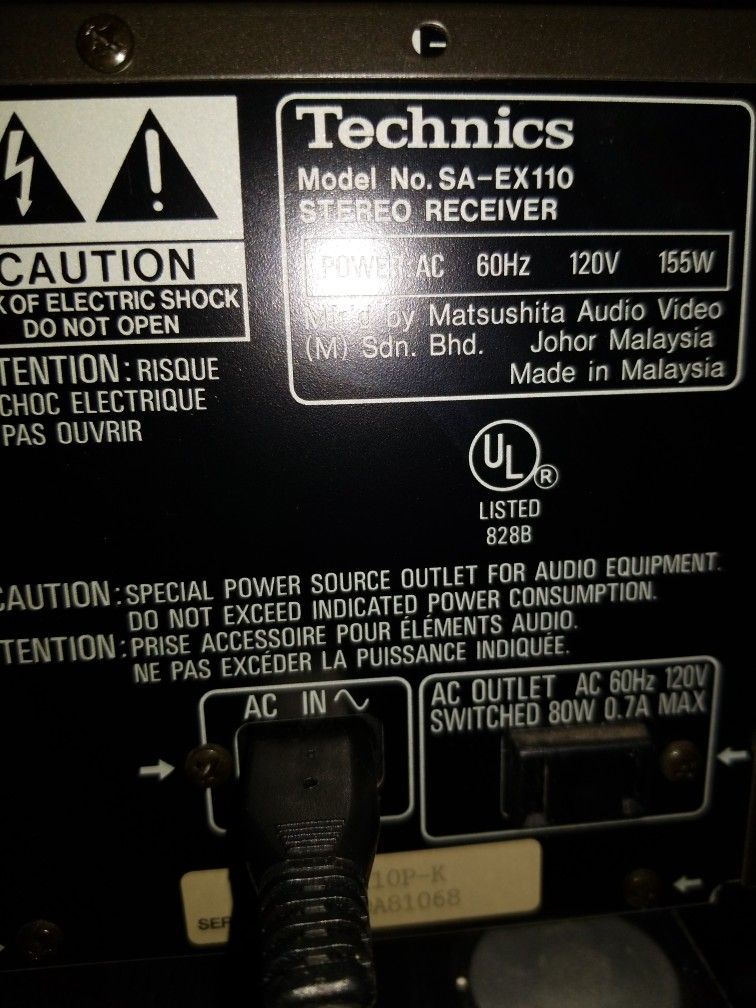 Technics
Model No. SA-EX110
STEREO RECEIVER
POWER AC 60Hz 120V 155W
by Matsushita Audio Video
(M) Sdn. Bhd. Johor Malaysia
Made in Malaysia
CAUTION
OF ELECTRIC SHOCK
DO NOT OPEN
TENTION : RISQUE
CHOC ELECTRIQUE
PAS OUVRIR
UL ®
LISTED
828B
CAUTION : SPECIAL POWER SOURCE OUTLET FOR AUDIO EQUIPMENT.
DO NOT EXCEED INDICATED POWER CONSUMPTION.
TENTION : PRISE ACCESSOIRE POUR ÉLÉMENTS AUDIO.
NE PAS EXCÉDER LA PUISSANCE INDIQUÉE.
AC IN ~
AC OUTLET AC 60Hz 120V
SWITCHED 80W 0.7A MAX
10P-K
A81068
SER